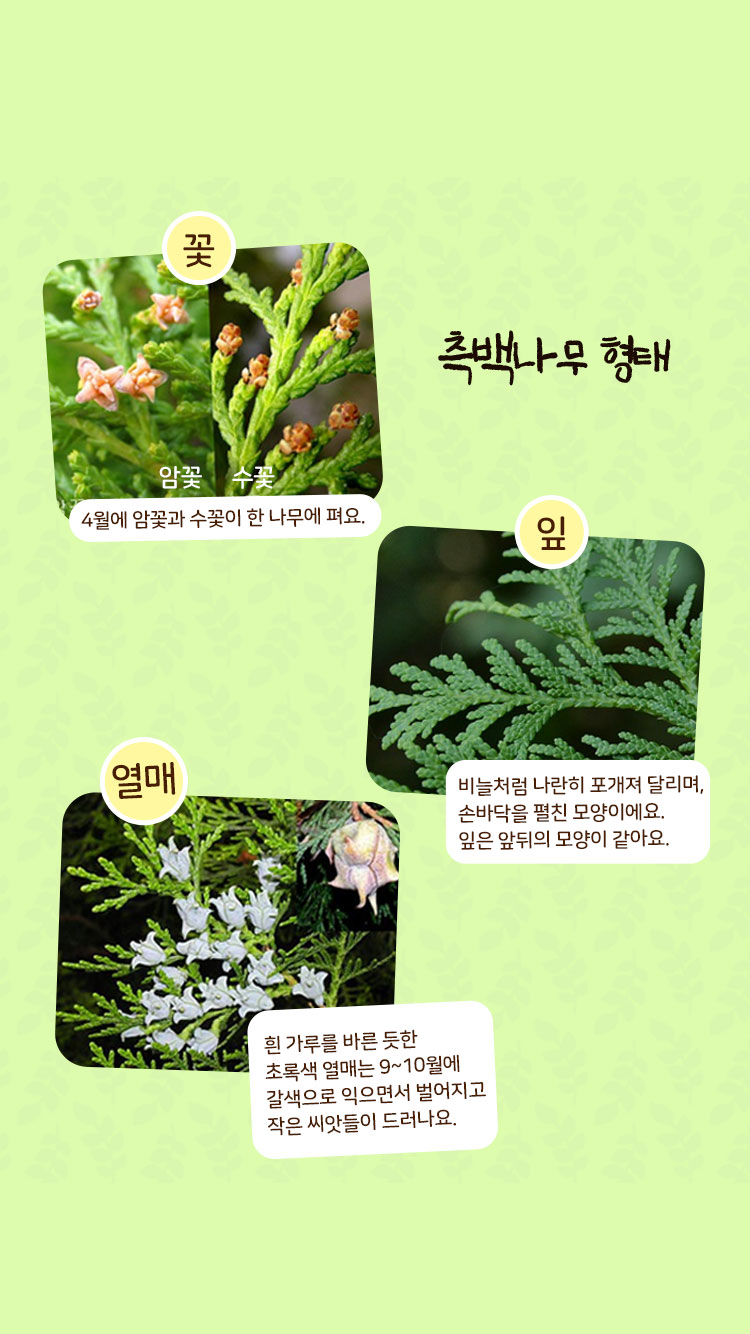 꽃
측백나무 형태
암꽃 수꽃
4월에 암꽃과 수꽃이 한 나무에 펴요.
잎
비늘처럼 나란히 포개져 달리며,
손바닥을 펼친 모양이에요.
잎은 앞뒤의 모양이 같아요.
열매
흰 가루를 바른 듯한
초록색 열매는 9~10월에
갈색으로 익으면서 벌어지고
작은 씨앗들이 드러나요.